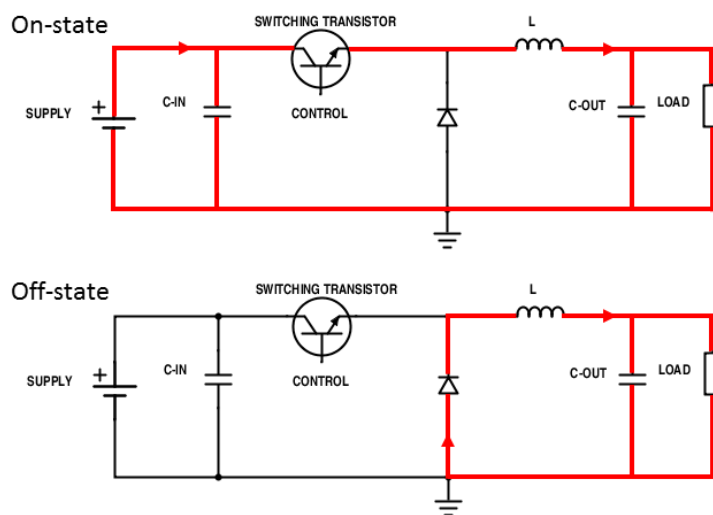 On-state
SWITCHING TRANSISTOR
L
C-IN
SUPPLY
+
CONTROL
C-OUT
LOAD
Off-state
SWITCHING TRANSISTOR
L
C-IN
SUPPLY
+
CONTROL
C-OUT
LOAD